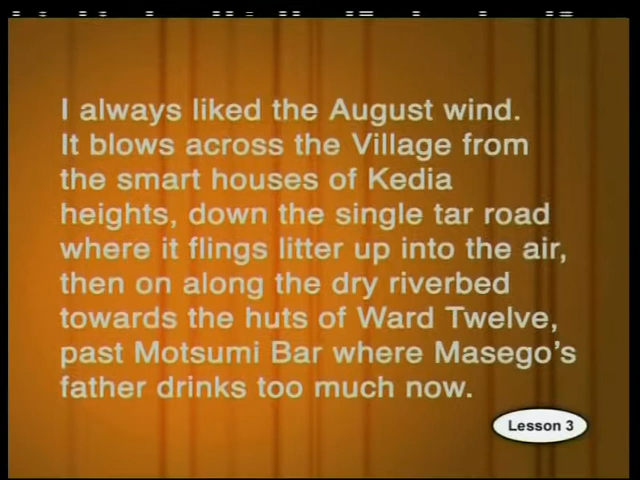 I always liked the August wind.
It blows across the Village from
the smart houses of Kedia
heights, down the single tar road
where it flings litter up into the air,
then on along the dry riverbed
towards the huts of Ward Twelve,
past Motsumi Bar where Masego's
father drinks too much now.
Lesson 3